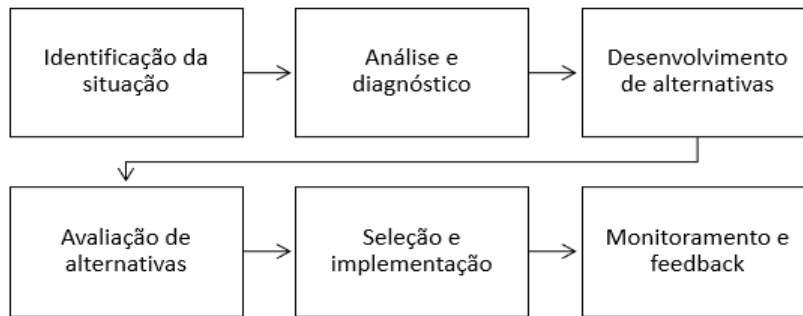 Identificação da
situação
Análise e
diagnóstico
Desenvolvimento
de alternativas
Avaliação de
alternativas
Seleção e
implementação
Monitoramento e
feedback